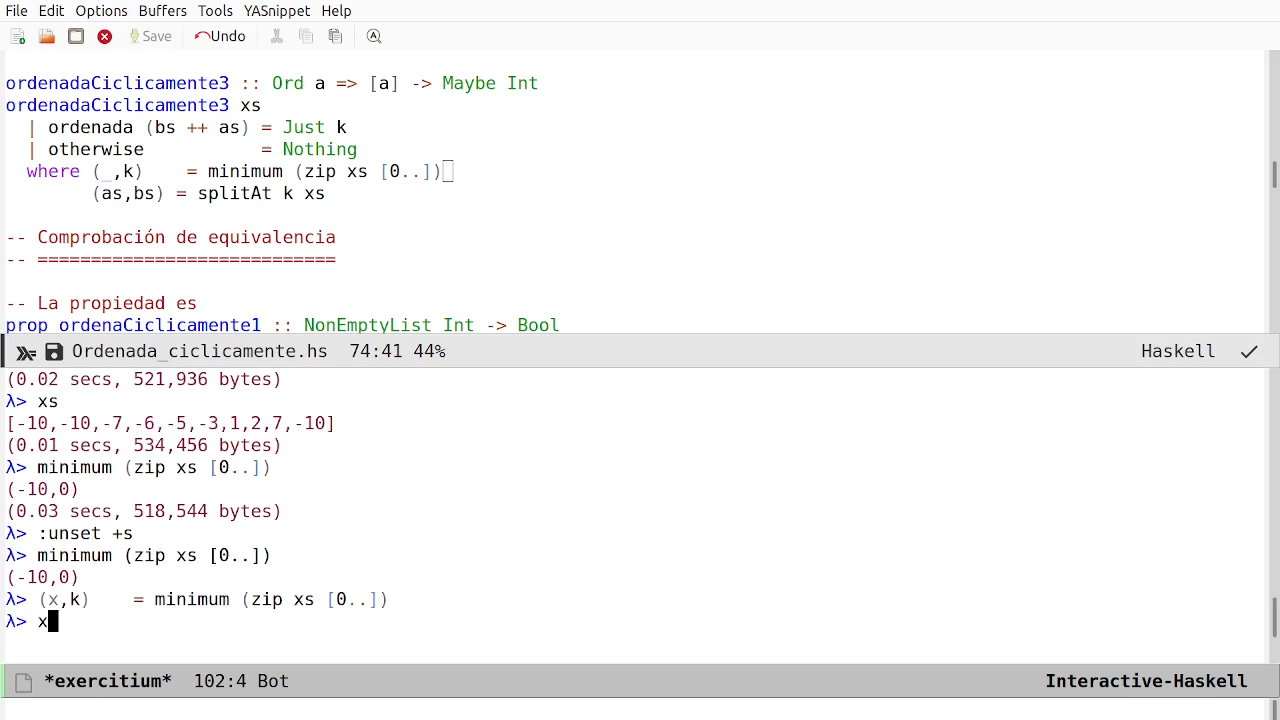 File Edit Options Buffers Tools YASnippet Help
Save Undo
ordenadaCiclicamente3 :: Ord a => [a] -> Maybe Int
ordenadaCiclicamente3 xs
  | ordenada (bs ++ as) = Just k
  | otherwise           = Nothing
  where (_,k)    = minimum (zip xs [0..])
        (as,bs) = splitAt k xs
-- Comprobación de equivalencia
-- ============================
-- La propiedad es
prop_ordenaCiclicamente1 :: NonEmptyList Int -> Bool
Ordenada_ciclicamente.hs 74:41 44% Haskell
(0.02 secs, 521,936 bytes)
λ> xs
[-10,-10,-7,-6,-5,-3,1,2,7,-10]
(0.01 secs, 534,456 bytes)
λ> minimum (zip xs [0..])
(-10,0)
(0.03 secs, 518,544 bytes)
λ> :unset +s
λ> minimum (zip xs [0..])
(-10,0)
λ> (x,k)    = minimum (zip xs [0..])
λ> x
*exercitium* 102:4 Bot Interactive-Haskell